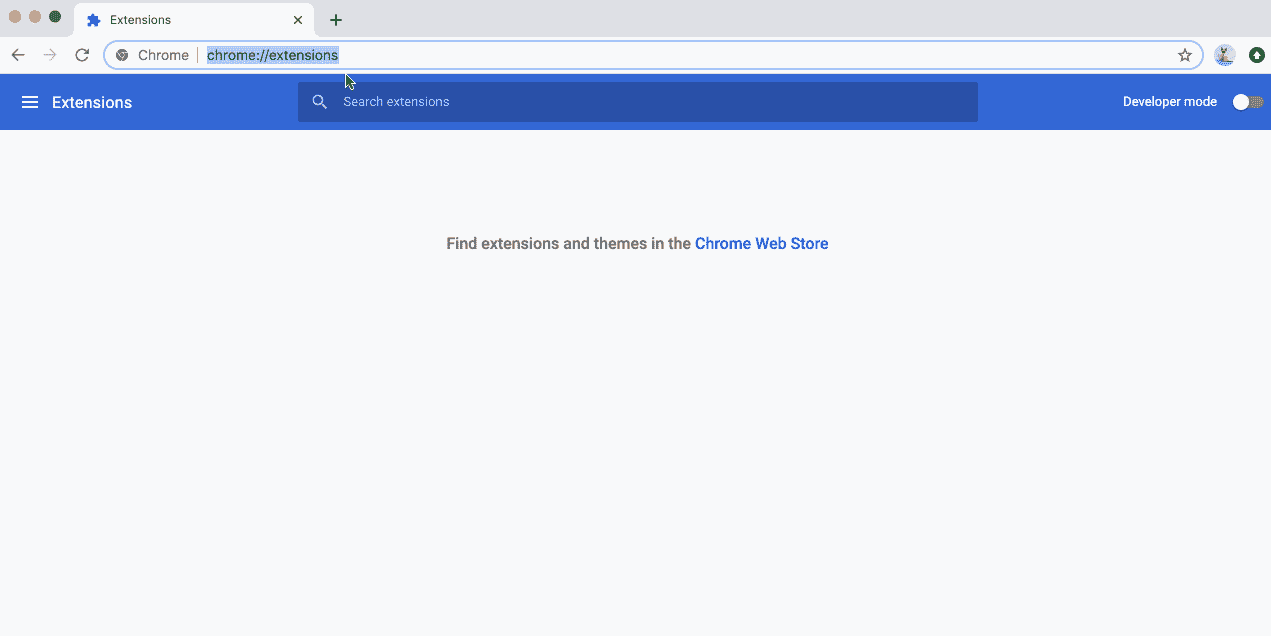 Extensions
Chrome chrome://extensions
Extensions
Search extensions
Developer mode
Find extensions and themes in the Chrome Web Store